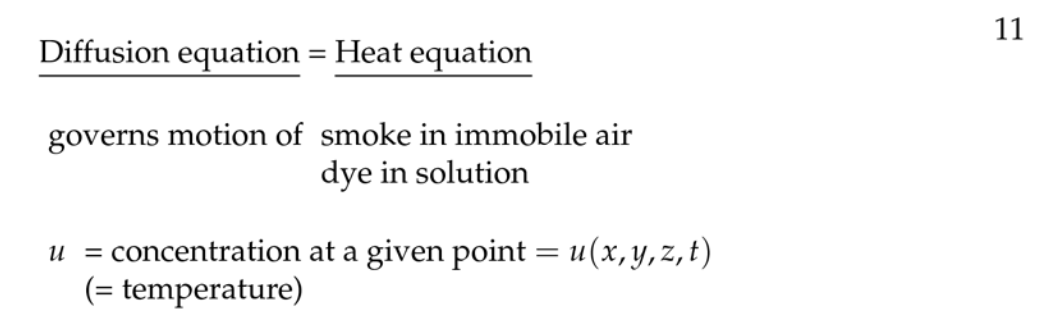 11
Diffusion equation = Heat equation
governs motion of smoke in immobile air
dye in solution
u = concentration at a given point = u(x, y, z, t)
(= temperature)